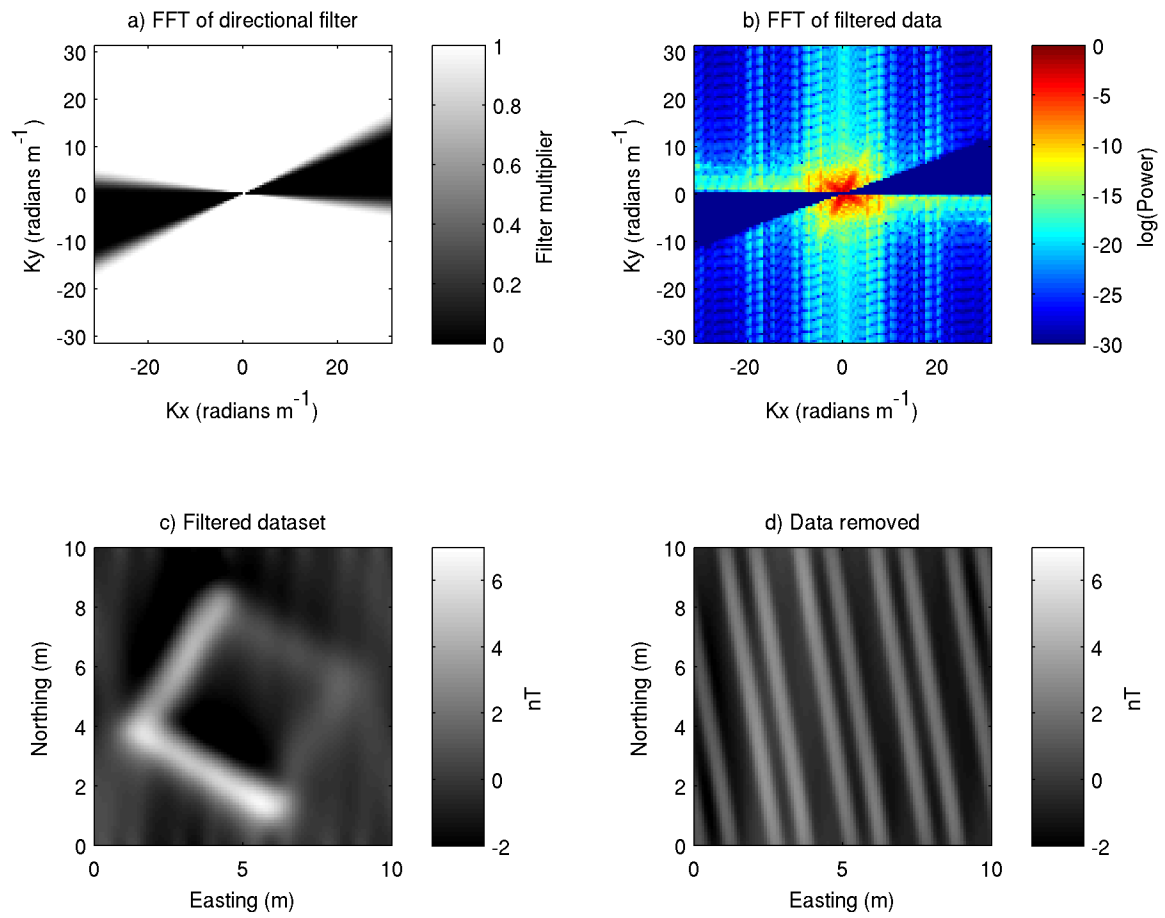 a) FFT of directional filter
30
20
10
0
-10
-20
-30
Ky (radians m⁻¹)
-20 0 20
Kx (radians m⁻¹)
1
0.8
0.6
0.4
0.2
0
Filter multiplier
b) FFT of filtered data
30
20
10
0
-10
-20
-30
Ky (radians m⁻¹)
-20 0 20
Kx (radians m⁻¹)
0
-5
-10
-15
-20
-25
-30
log(Power)
c) Filtered dataset
10
8
6
4
2
0
Northing (m)
0 5 10
Easting (m)
6
4
2
0
-2
nT
d) Data removed
10
8
6
4
2
0
Northing (m)
0 5 10
Easting (m)
6
4
2
0
-2
nT